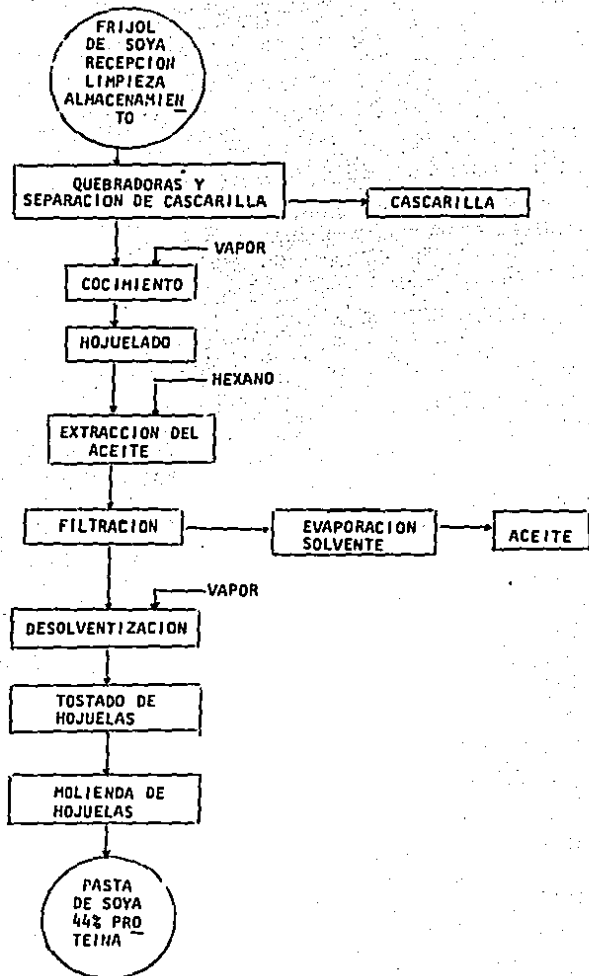 FRIJOL
DE SOYA
RECEPCION
LIMPIEZA
ALMACENAMIEN
TO
QUEBRADORAS Y
SEPARACION DE CASCARILLA
CASCARILLA
VAPOR
COCIMIENTO
HOJUELADO
HEXANO
EXTRACCION DEL
ACEITE
FILTRACION
EVAPORACION
SOLVENTE
ACEITE
VAPOR
DESOLVENTIZACION
TOSTADO DE
HOJUELAS
MOLIENDA DE
HOJUELAS
PASTA
DE SOYA
44% PRO
TEINA